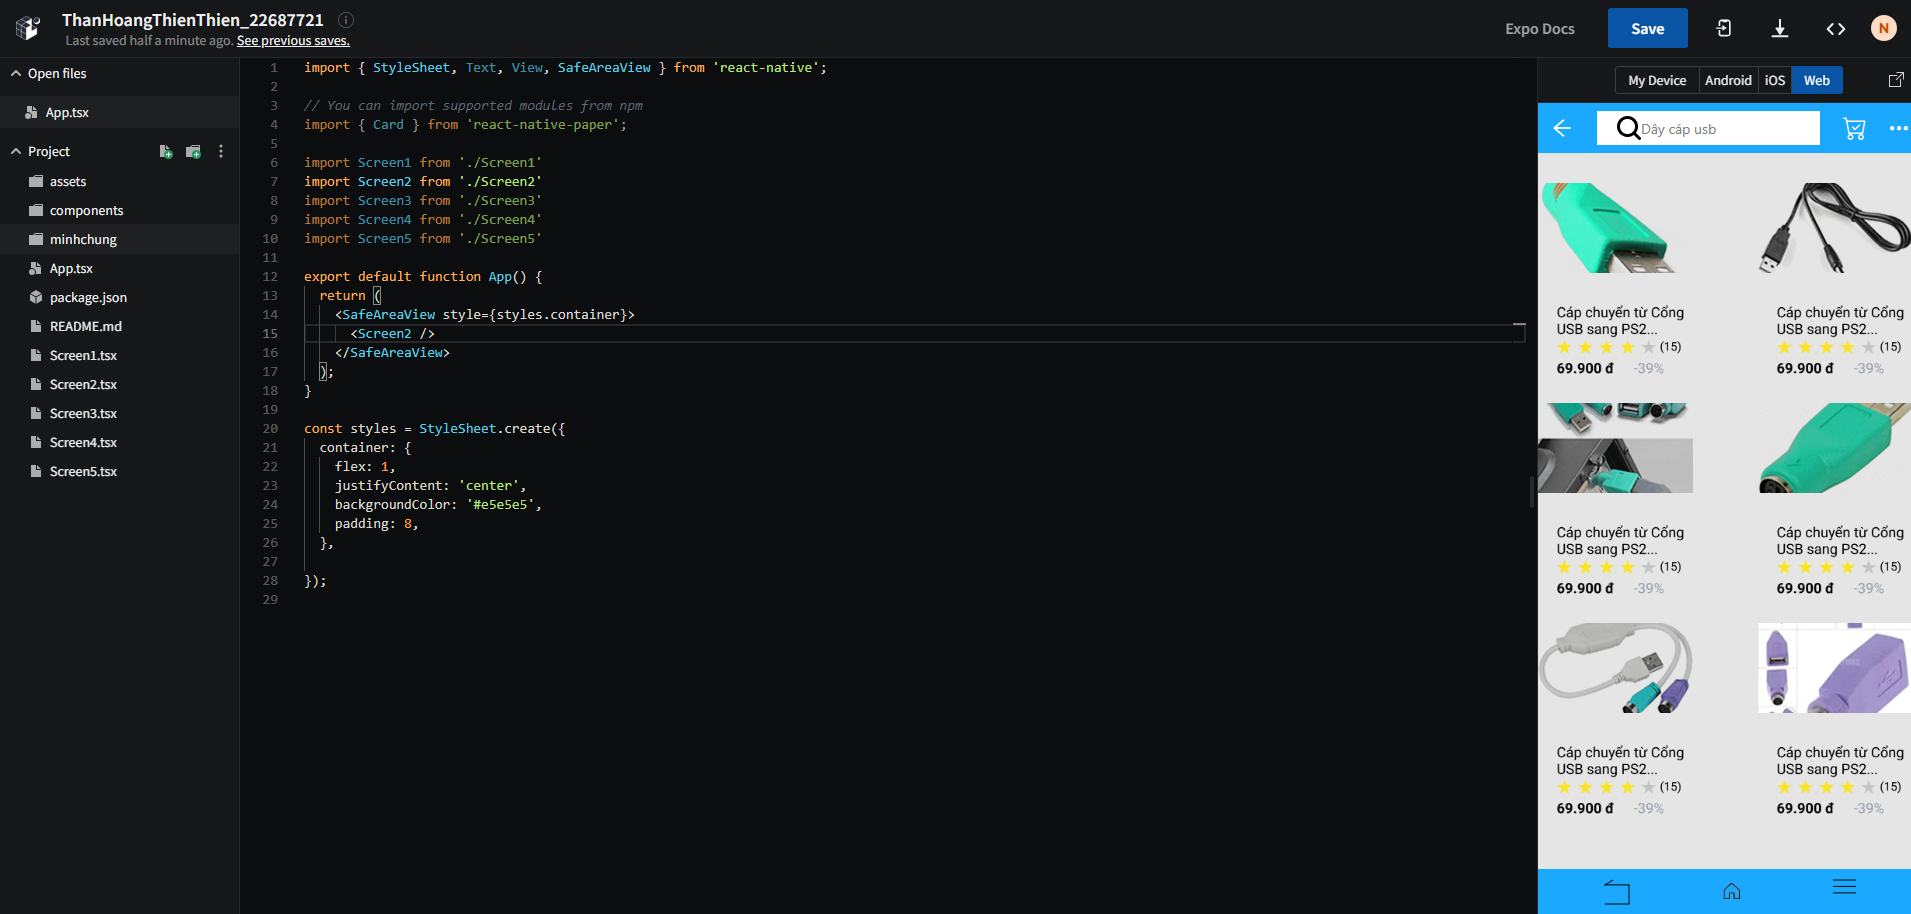 ThanHoangThienThien_22687721
Last saved half a minute ago. See previous saves.
Expo Docs
Save
N
Open files
App.tsx
Project
assets
components
minhchung
App.tsx
package.json
README.md
Screen1.tsx
Screen2.tsx
Screen3.tsx
Screen4.tsx
Screen5.tsx
1 import { StyleSheet, Text, View, SafeAreaView } from 'react-native';
2
3 // You can import supported modules from npm
4 import { Card } from 'react-native-paper';
5
6 import Screen1 from './Screen1'
7 import Screen2 from './Screen2'
8 import Screen3 from './Screen3'
9 import Screen4 from './Screen4'
10 import Screen5 from './Screen5'
11
12 export default function App() {
13 return (
14 <SafeAreaView style={styles.container}>
15 <Screen2 />
16 </SafeAreaView>
17 );
18 }
19
20 const styles = StyleSheet.create({
21 container: {
22 flex: 1,
23 justifyContent: 'center',
24 backgroundColor: '#e5e5e5',
25 padding: 8,
26 },
27
28 });
29
My Device Android iOS Web
Dây cáp usb
Cáp chuyển từ Cổng
USB sang PS2...
(15)
69.900 đ -39%
Cáp chuyển từ Cổng
USB sang PS2...
(15)
69.900 đ -39%
Cáp chuyển từ Cổng
USB sang PS2...
(15)
69.900 đ -39%
Cáp chuyển từ Cổng
USB sang PS2...
(15)
69.900 đ -39%
Cáp chuyển từ Cổng
USB sang PS2...
(15)
69.900 đ -39%
Cáp chuyển từ Cổng
USB sang PS2...
(15)
69.900 đ -39%